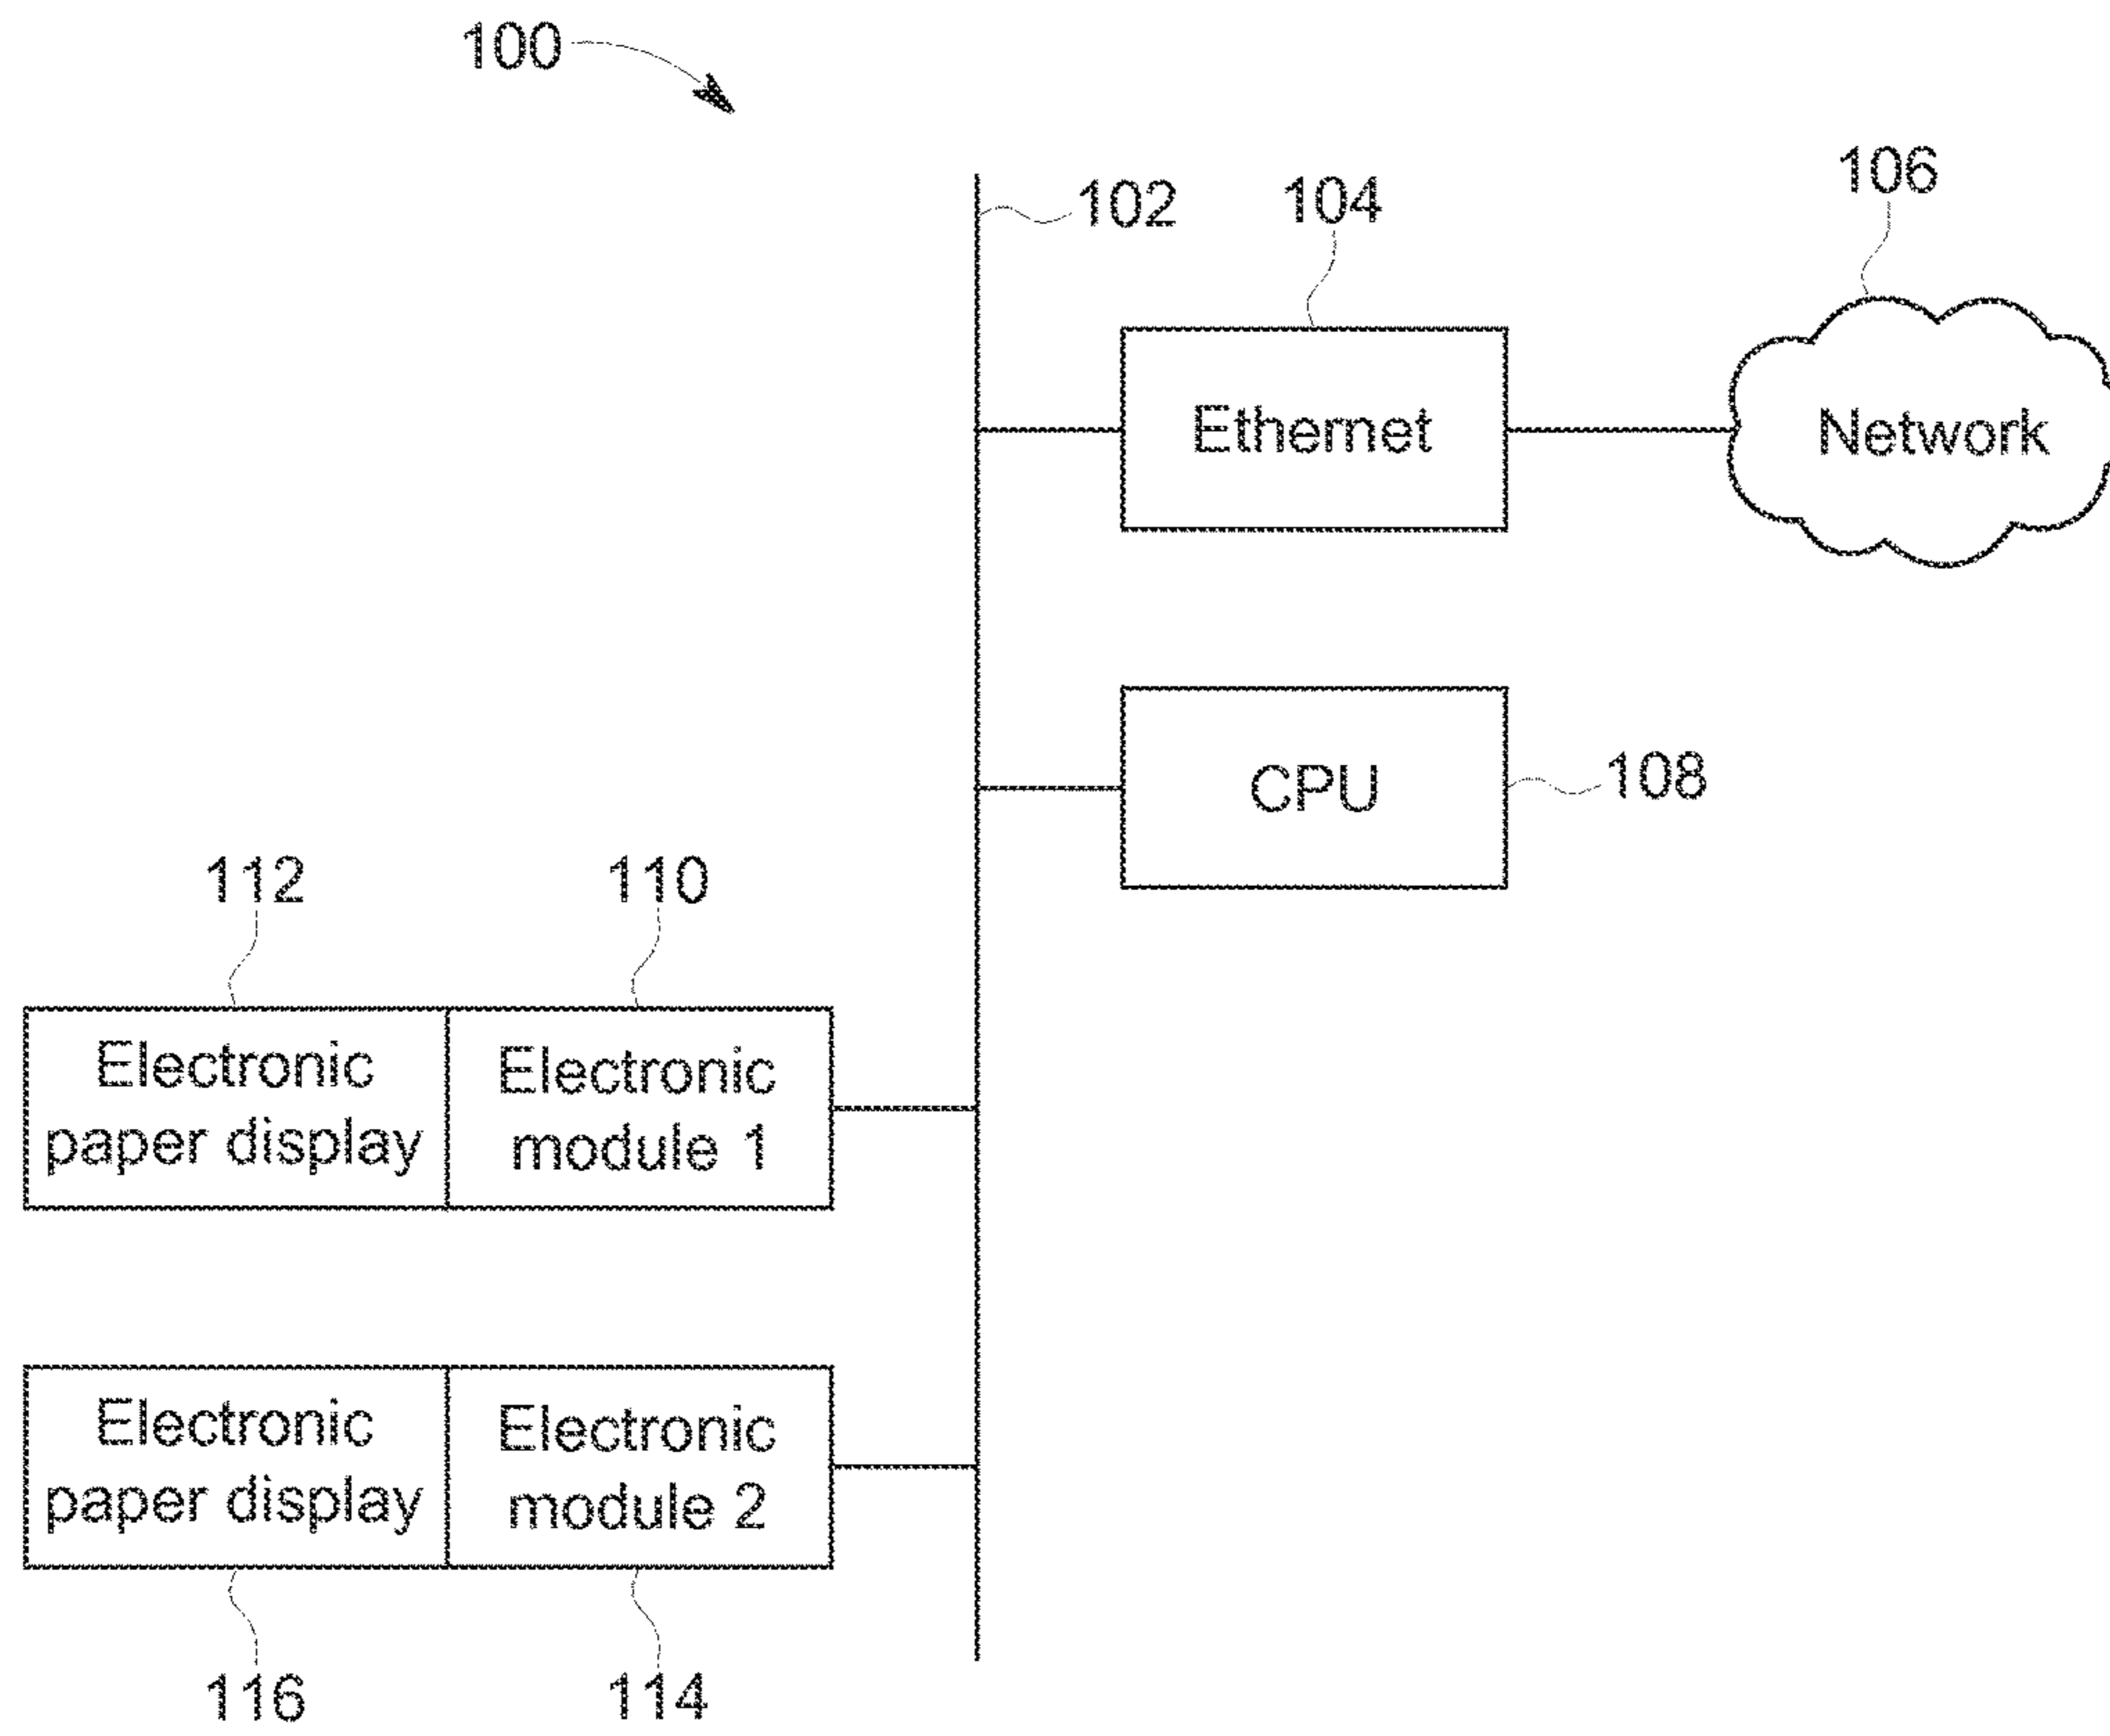 100
102
104
106
Ethernet
Network
CPU
108
112
110
Electronic
paper display
Electronic
module 1
Electronic
paper display
Electronic
module 2
116
114